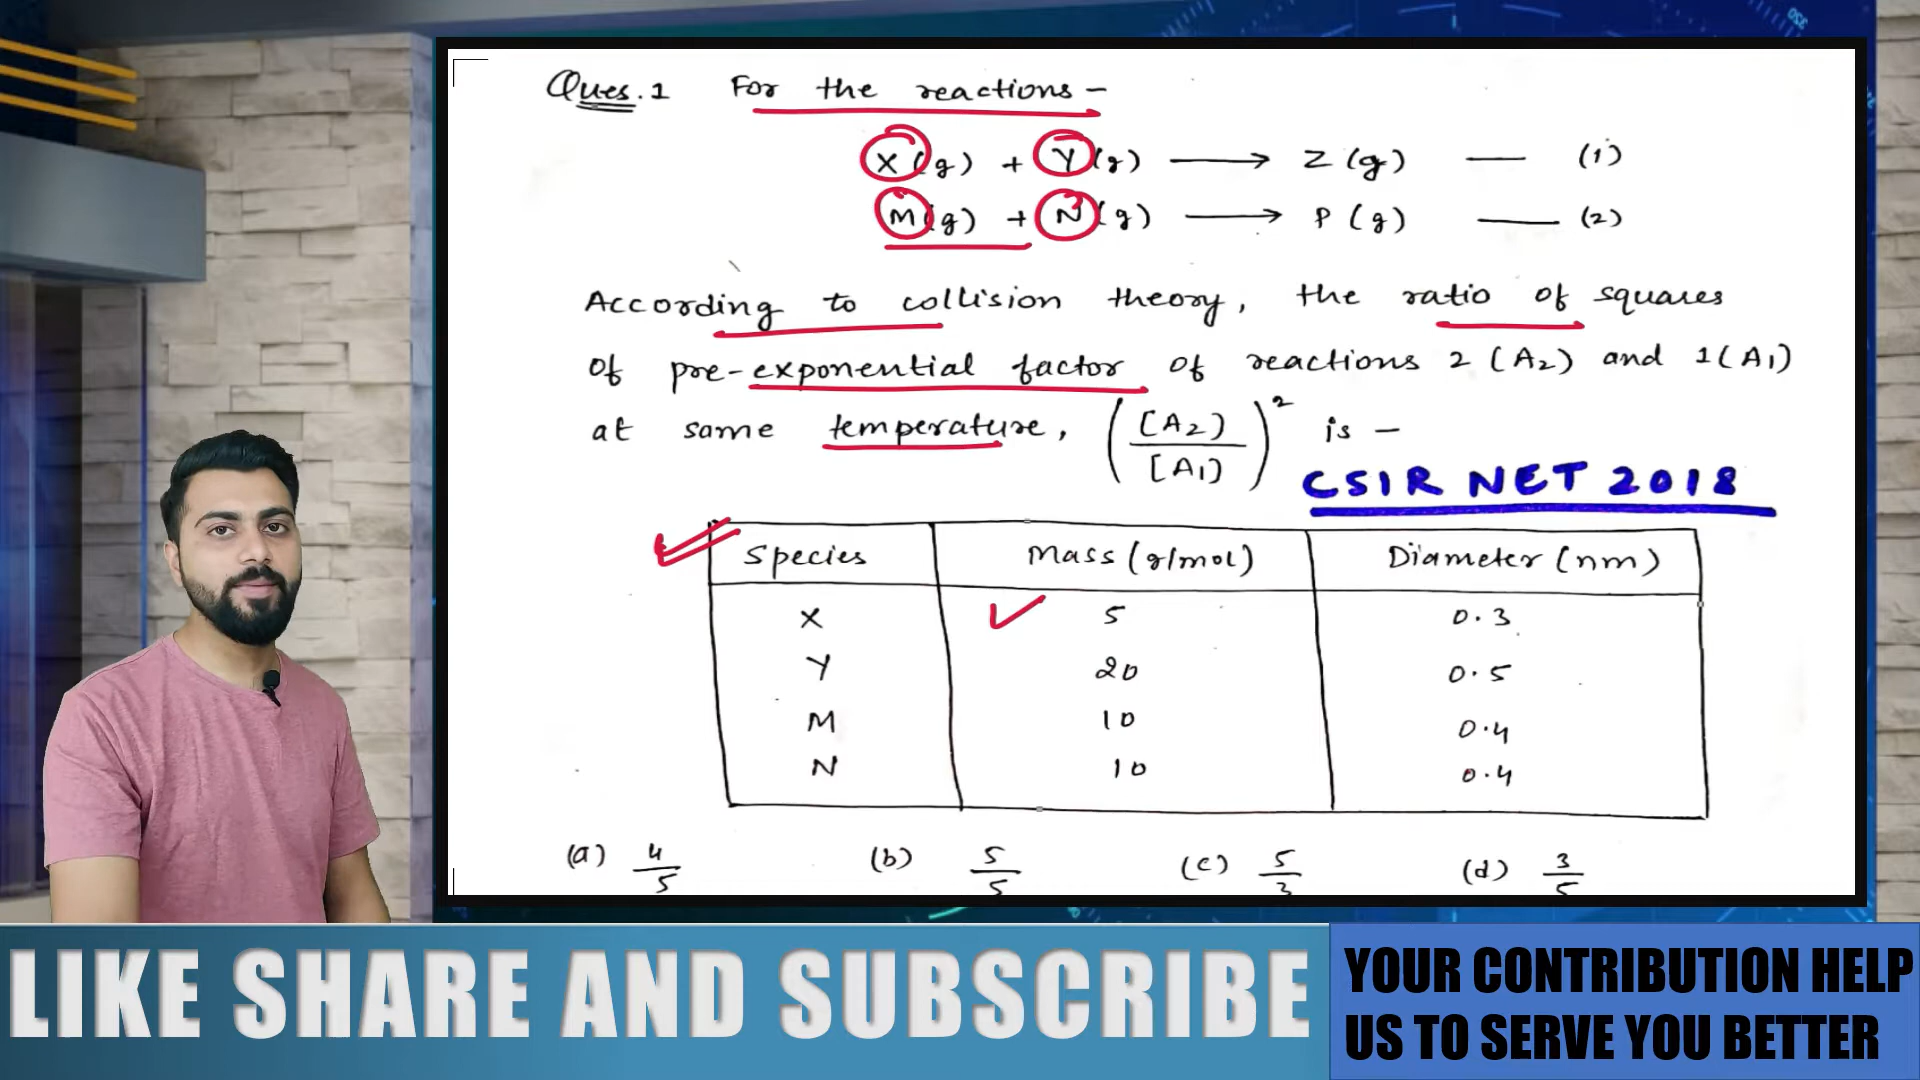 Ques. 1 For the reactions -
X(g) + Y(g) ⟶ Z(g) — (1)
M(g) + N(g) ⟶ P(g) — (2)
According to collision theory, the ratio of squares
of pre-exponential factor of reactions 2 (A2) and 1(A1)
at same temperature, ([A2]/[A1])² is -
CSIR NET 2018
Species Mass (g/mol) Diameter (nm)
X 5 0.3
Y 20 0.5
M 10 0.4
N 10 0.4
(a) 4/5 (b) 5/5 (c) 5/3 (d) 3/5
LIKE SHARE AND SUBSCRIBE
YOUR CONTRIBUTION HELP
US TO SERVE YOU BETTER